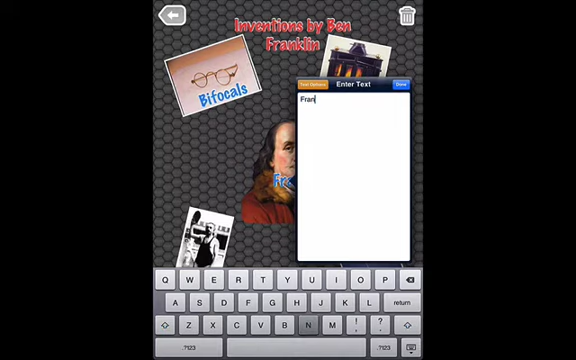 Inventions by Ben
Franklin
Bifocals
Text Options
Enter Text
Done
Fran
Q W E R T Y U I O P
A S D F G H J K L return
Z X C V B N M ! , ? .
.?123 .?123